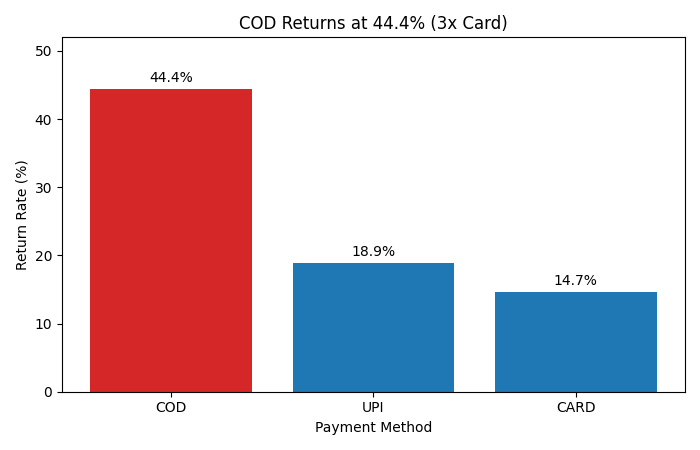 COD Returns at 44.4% (3x Card)
50
40
30
20
10
0
Return Rate (%)
44.4%
18.9%
14.7%
COD
UPI
CARD
Payment Method